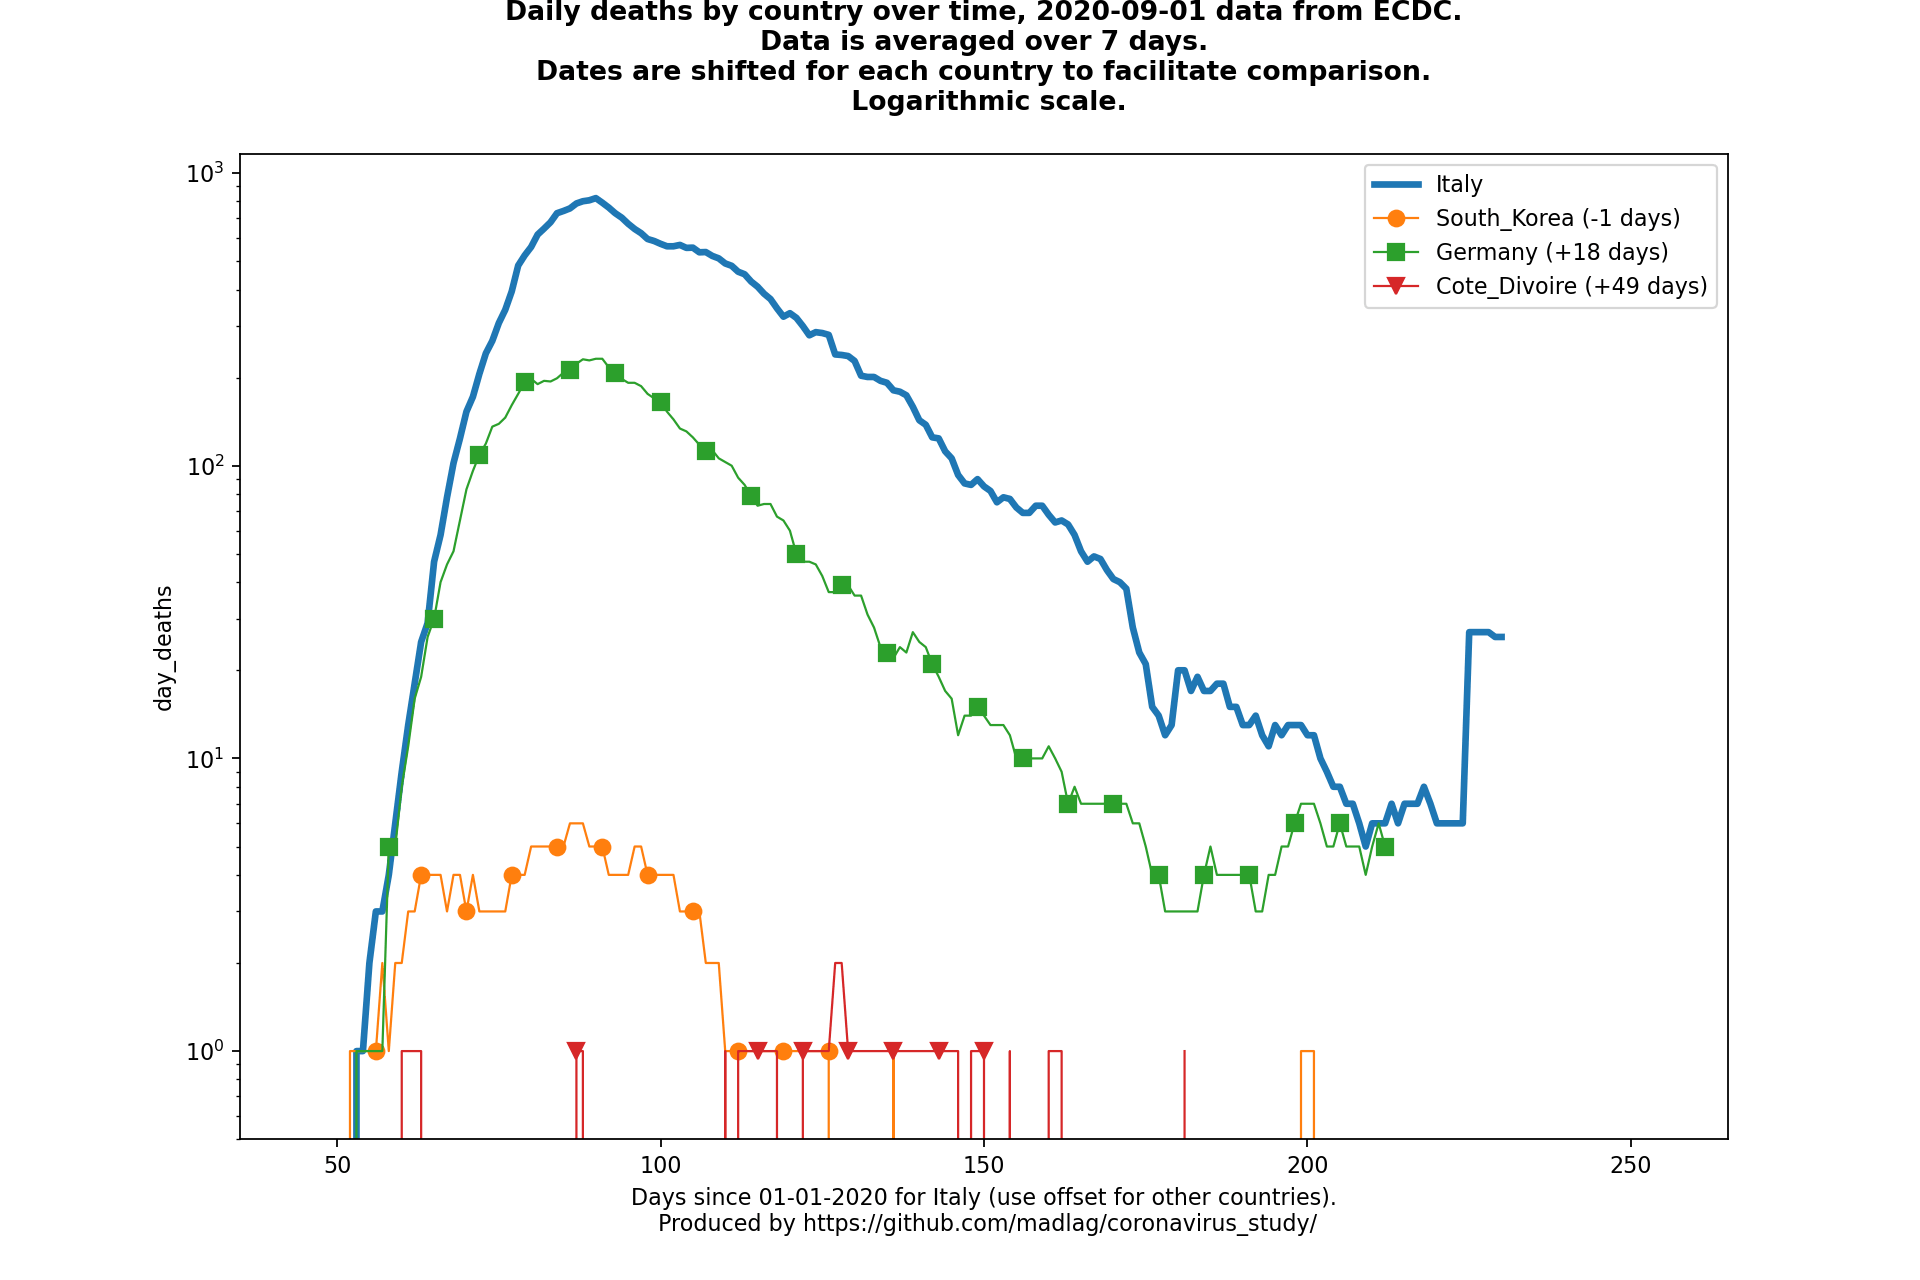 Daily deaths by country over time, 2020-09-01 data from ECDC.
Data is averaged over 7 days.
Dates are shifted for each country to facilitate comparison.
Logarithmic scale.
10³
10²
10¹
10⁰
day_deaths
Italy
South_Korea (-1 days)
Germany (+18 days)
Cote_Divoire (+49 days)
50 100 150 200 250
Days since 01-01-2020 for Italy (use offset for other countries).
Produced by https://github.com/madlag/coronavirus_study/